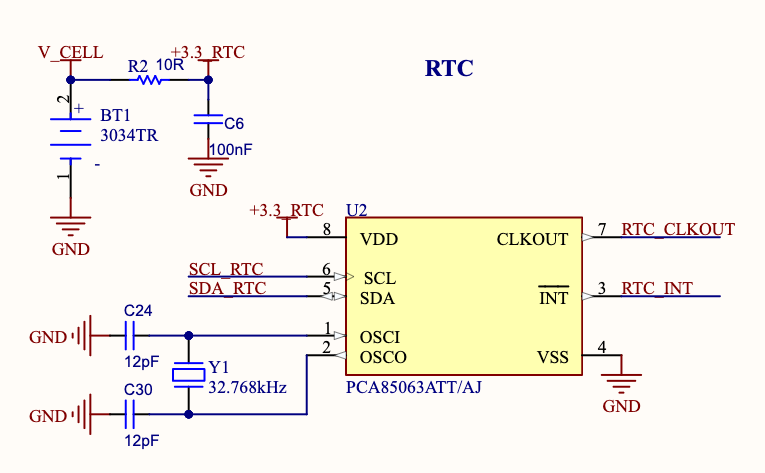 RTC
V_CELL
+3.3_RTC
R2
10R
2
+
BT1
3034TR
-
1
GND
C6
100nF
GND
+3.3_RTC
U2
8
VDD
CLKOUT
7
RTC_CLKOUT
SCL_RTC
6
SCL
SDA_RTC
5
SDA
INT
3
RTC_INT
C24
GND
12pF
1
OSCI
2
OSCO
VSS
4
GND
Y1
32.768kHz
PCA85063ATT/AJ
C30
GND
12pF